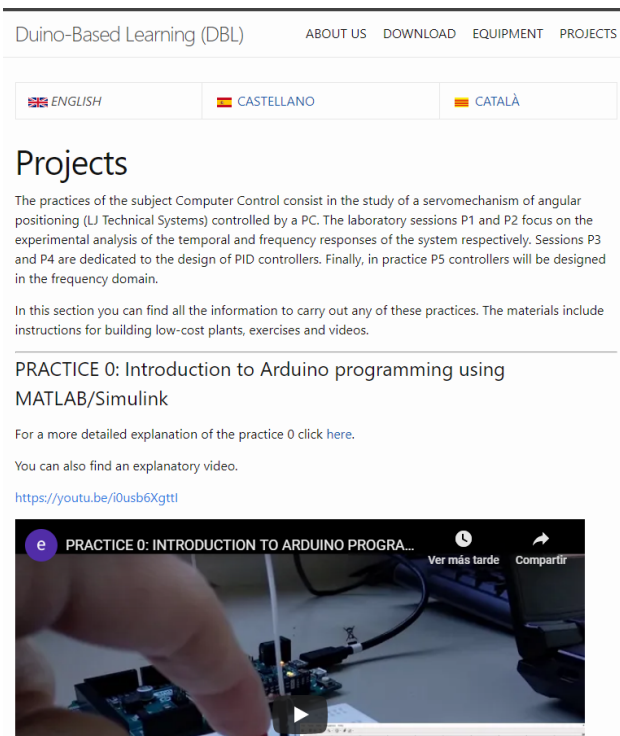 Duino-Based Learning (DBL) ABOUT US DOWNLOAD EQUIPMENT PROJECTS
ENGLISH CASTELLANO CATALÀ
Projects
The practices of the subject Computer Control consist in the study of a servomechanism of angular
positioning (LJ Technical Systems) controlled by a PC. The laboratory sessions P1 and P2 focus on the
experimental analysis of the temporal and frequency responses of the system respectively. Sessions P3
and P4 are dedicated to the design of PID controllers. Finally, in practice P5 controllers will be designed
in the frequency domain.
In this section you can find all the information to carry out any of these practices. The materials include
instructions for building low-cost plants, exercises and videos.
PRACTICE 0: Introduction to Arduino programming using
MATLAB/Simulink
For a more detailed explanation of the practice 0 click here.
You can also find an explanatory video.
https://youtu.be/i0usb6XgttI
e PRACTICE 0: INTRODUCTION TO ARDUINO PROGRA...
Ver más tarde Compartir